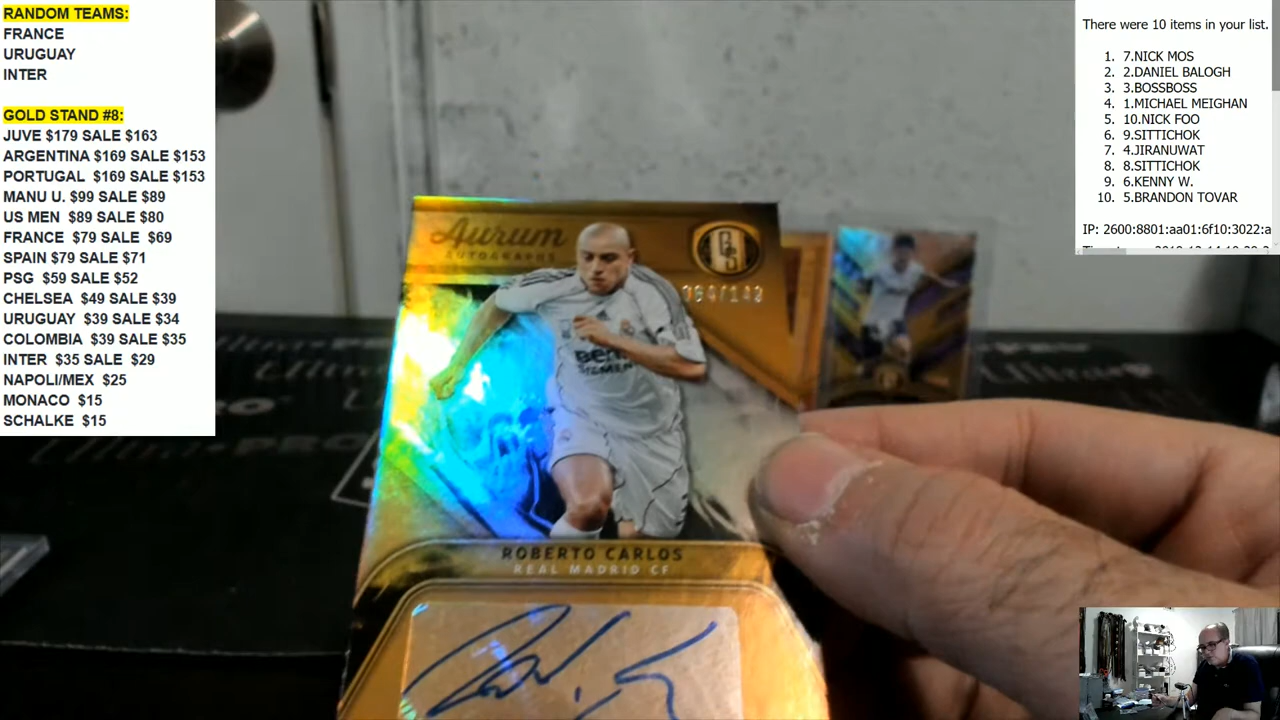 RANDOM TEAMS:
FRANCE
URUGUAY
INTER
GOLD STAND #8:
JUVE $179 SALE $163
ARGENTINA $169 SALE $153
PORTUGAL $169 SALE $153
MANU U. $99 SALE $89
US MEN $89 SALE $80
FRANCE $79 SALE $69
SPAIN $79 SALE $71
PSG $59 SALE $52
CHELSEA $49 SALE $39
URUGUAY $39 SALE $34
COLOMBIA $39 SALE $35
INTER $35 SALE $29
NAPOLI/MEX $25
MONACO $15
SCHALKE $15
There were 10 items in your list.
1. 7.NICK MOS
2. 2.DANIEL BALOGH
3. 3.BOSSBOSS
4. 1.MICHAEL MEIGHAN
5. 10.NICK FOO
6. 9.SITTICHOK
7. 4.JIRANUWAT
8. 8.SITTICHOK
9. 6.KENNY W.
10. 5.BRANDON TOVAR
IP: 2600:8801:aa01:6f10:3022:a
Aurum
AUTOGRAPHS
GS
SIEMENS
ROBERTO CARLOS
REAL MADRID CF